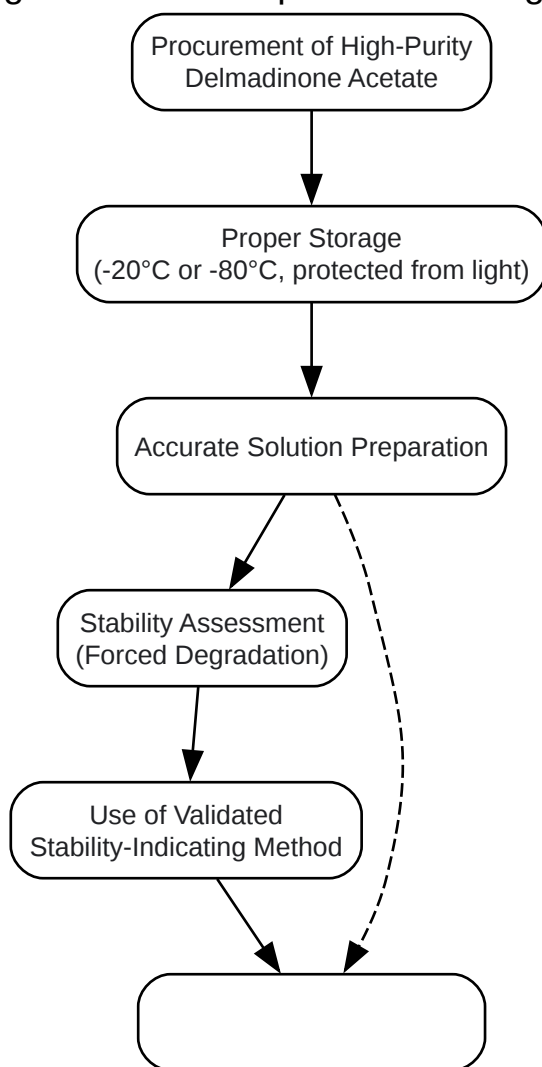 Procurement of High-Purity
Delmadinone Acetate
Proper Storage
(-20°C or -80°C, protected from light)
Accurate Solution Preparation
Stability Assessment
(Forced Degradation)
Use of Validated
Stability-Indicating Method